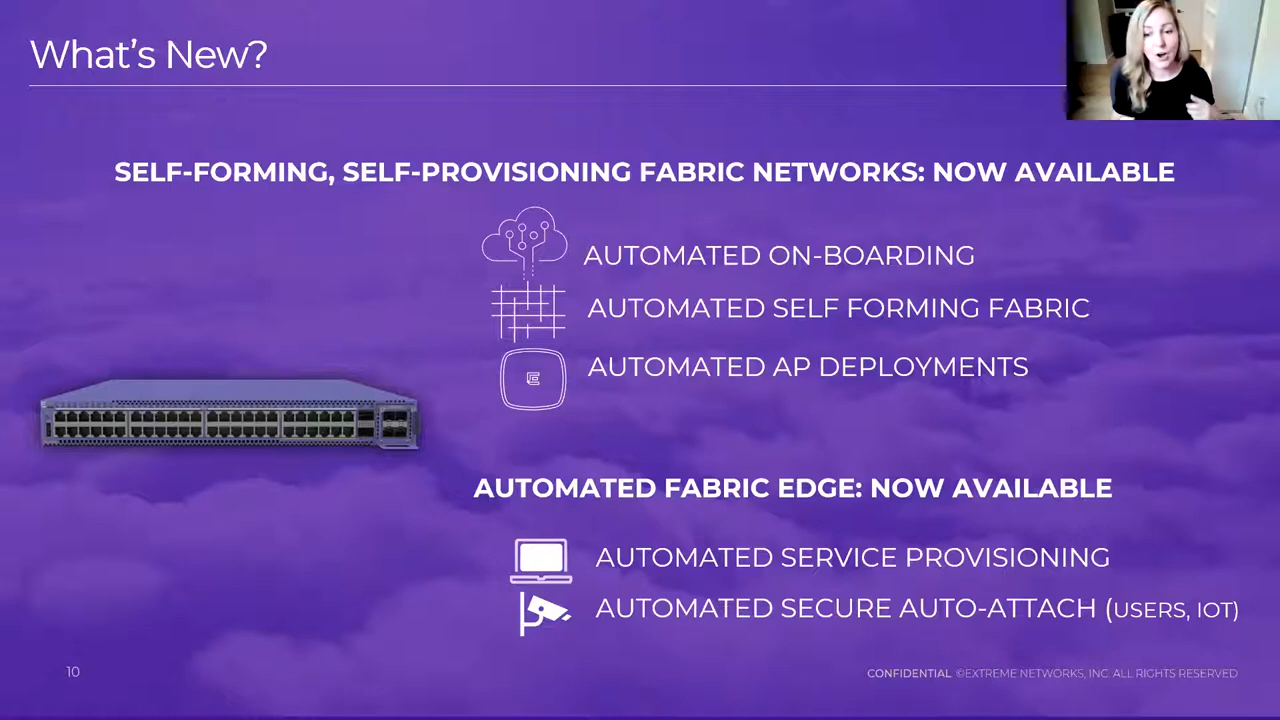 What's New?
SELF-FORMING, SELF-PROVISIONING FABRIC NETWORKS: NOW AVAILABLE
AUTOMATED ON-BOARDING
AUTOMATED SELF FORMING FABRIC
AUTOMATED AP DEPLOYMENTS
AUTOMATED FABRIC EDGE: NOW AVAILABLE
AUTOMATED SERVICE PROVISIONING
AUTOMATED SECURE AUTO-ATTACH (USERS, IOT)
10
CONFIDENTIAL ©EXTREME NETWORKS, INC. ALL RIGHTS RESERVED